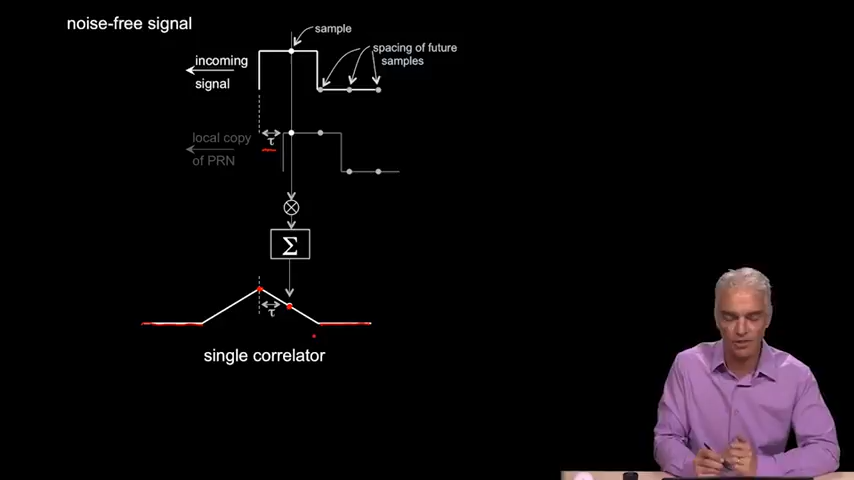 noise-free signal
sample
spacing of future
samples
incoming
signal
local copy
of PRN
τ
Σ
τ
single correlator